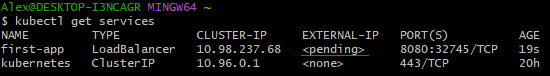 Alex@DESKTOP-I3NCAGR MINGW64 ~
$ kubectl get services
NAME TYPE CLUSTER-IP EXTERNAL-IP PORT(S) AGE
first-app LoadBalancer 10.98.237.68 <pending> 8080:32745/TCP 19s
kubernetes ClusterIP 10.96.0.1 <none> 443/TCP 20h